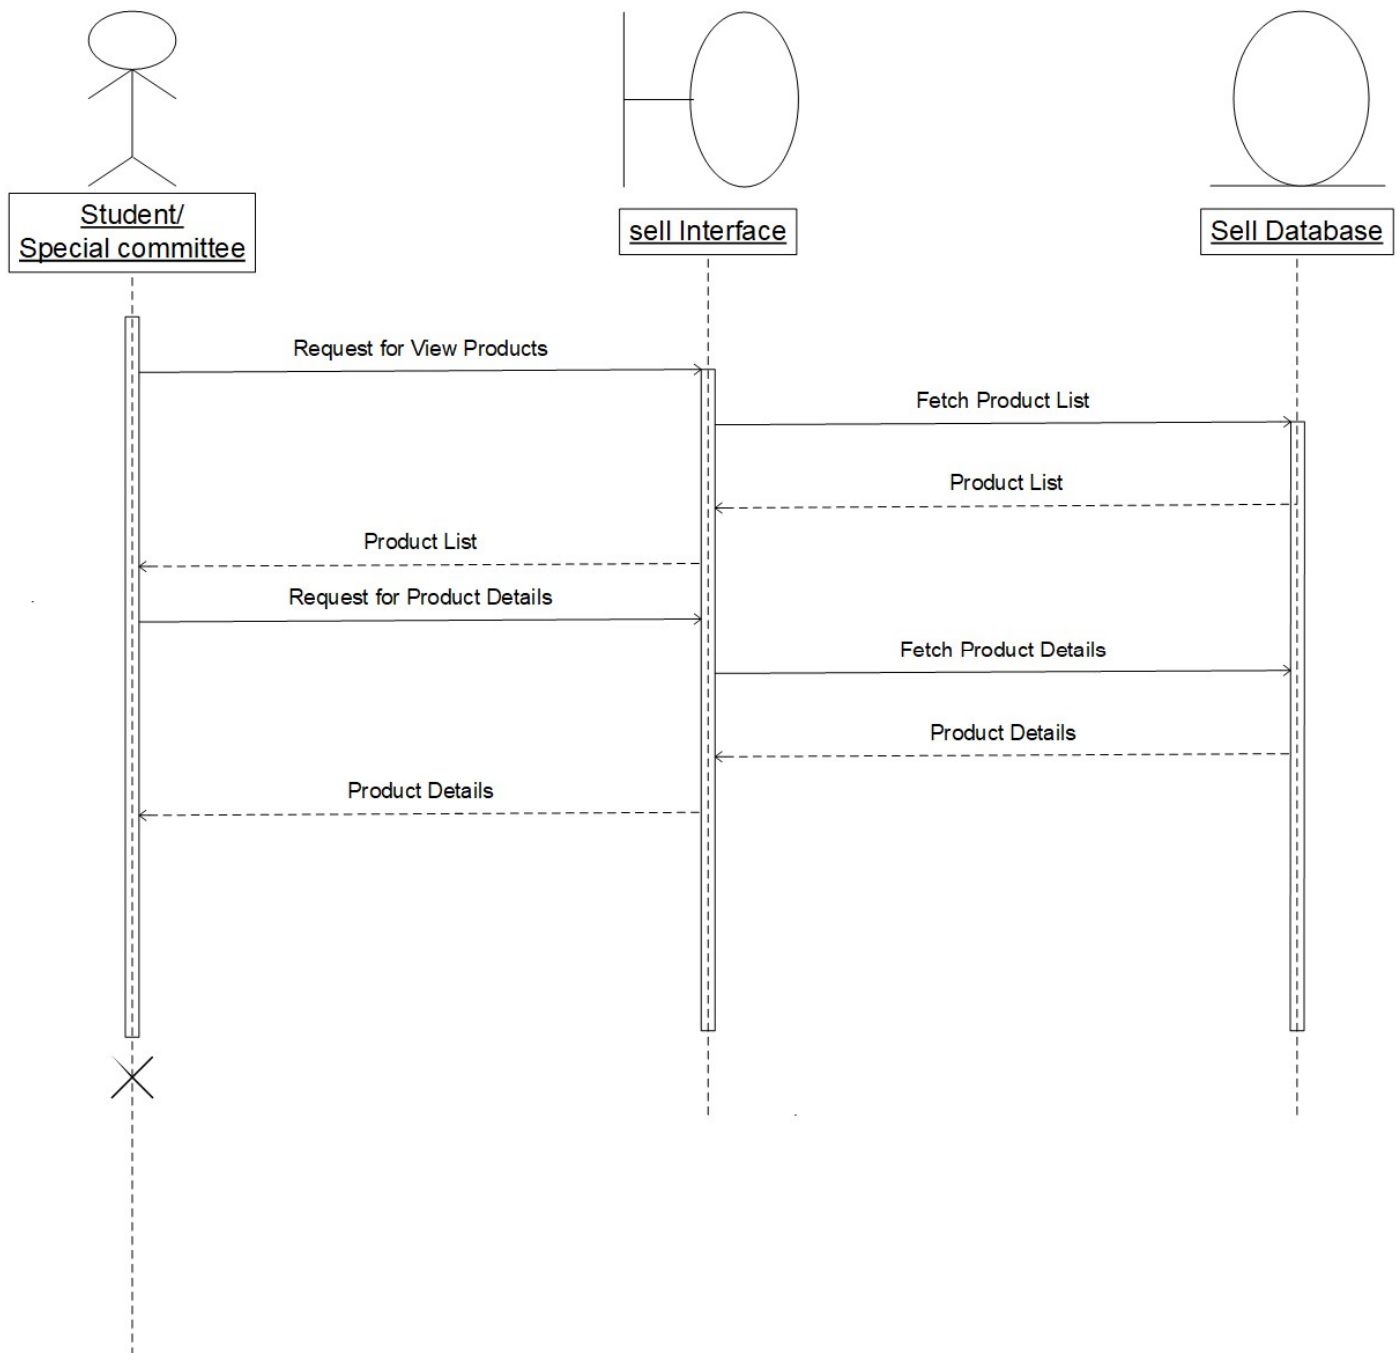 Student/
Special committee
sell Interface
Sell Database
Request for View Products
Fetch Product List
Product List
Product List
Request for Product Details
Fetch Product Details
Product Details
Product Details